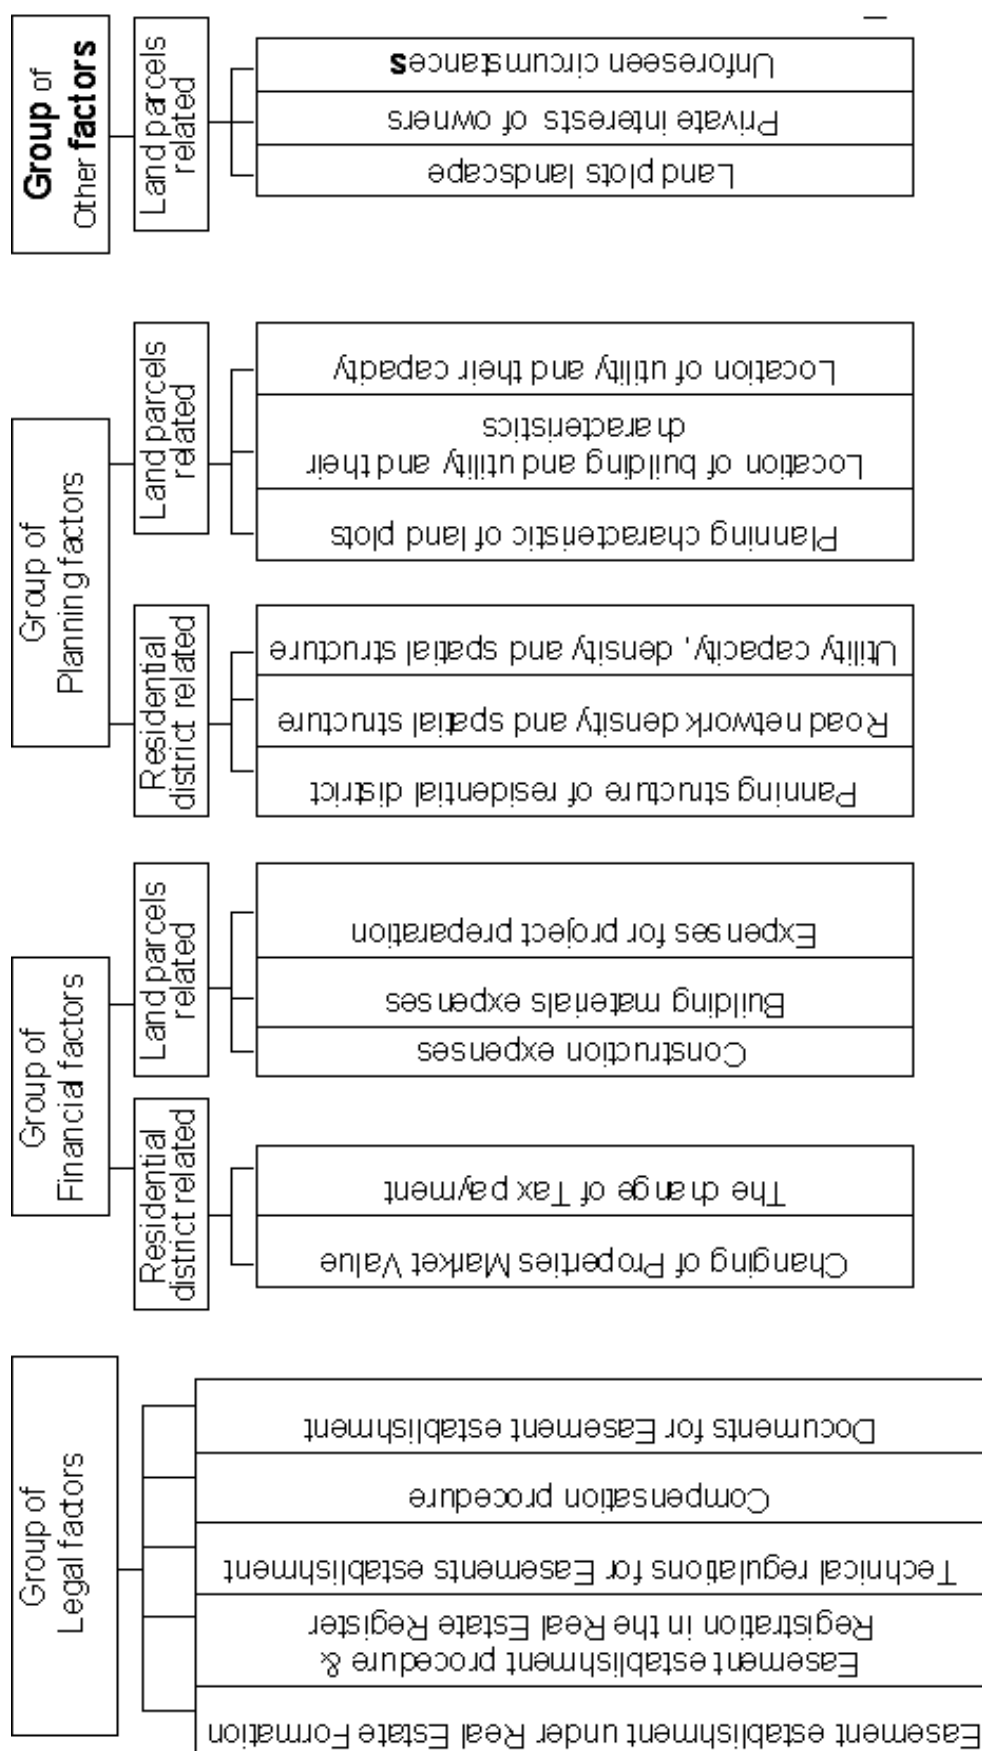 Group of
Legal factors
Easement establishment under Real Estate Formation
Easement establishment procedure &
Registration in the Real Estate Register
Technical regulations for Easements establishment
Compensation procedure
Documents for Easement establishment
Group of
Financial factors
Residential
district related
Changing of Properties Market Value
The change of Tax payment
Land parcels
related
Construction expenses
Building materials expenses
Expenses for project preparation
Group of
Planning factors
Residential
district related
Planning structure of residential district
Road network density and spatial structure
Utility capacity, density and spatial structure
Land parcels
related
Planning characteristic of land plots
Location of building and utility and their
characteristics
Location of utility and their capacity
Group of
Other factors
Land parcels
related
Land plots landscape
Private interests of owners
Unforeseen circumstances